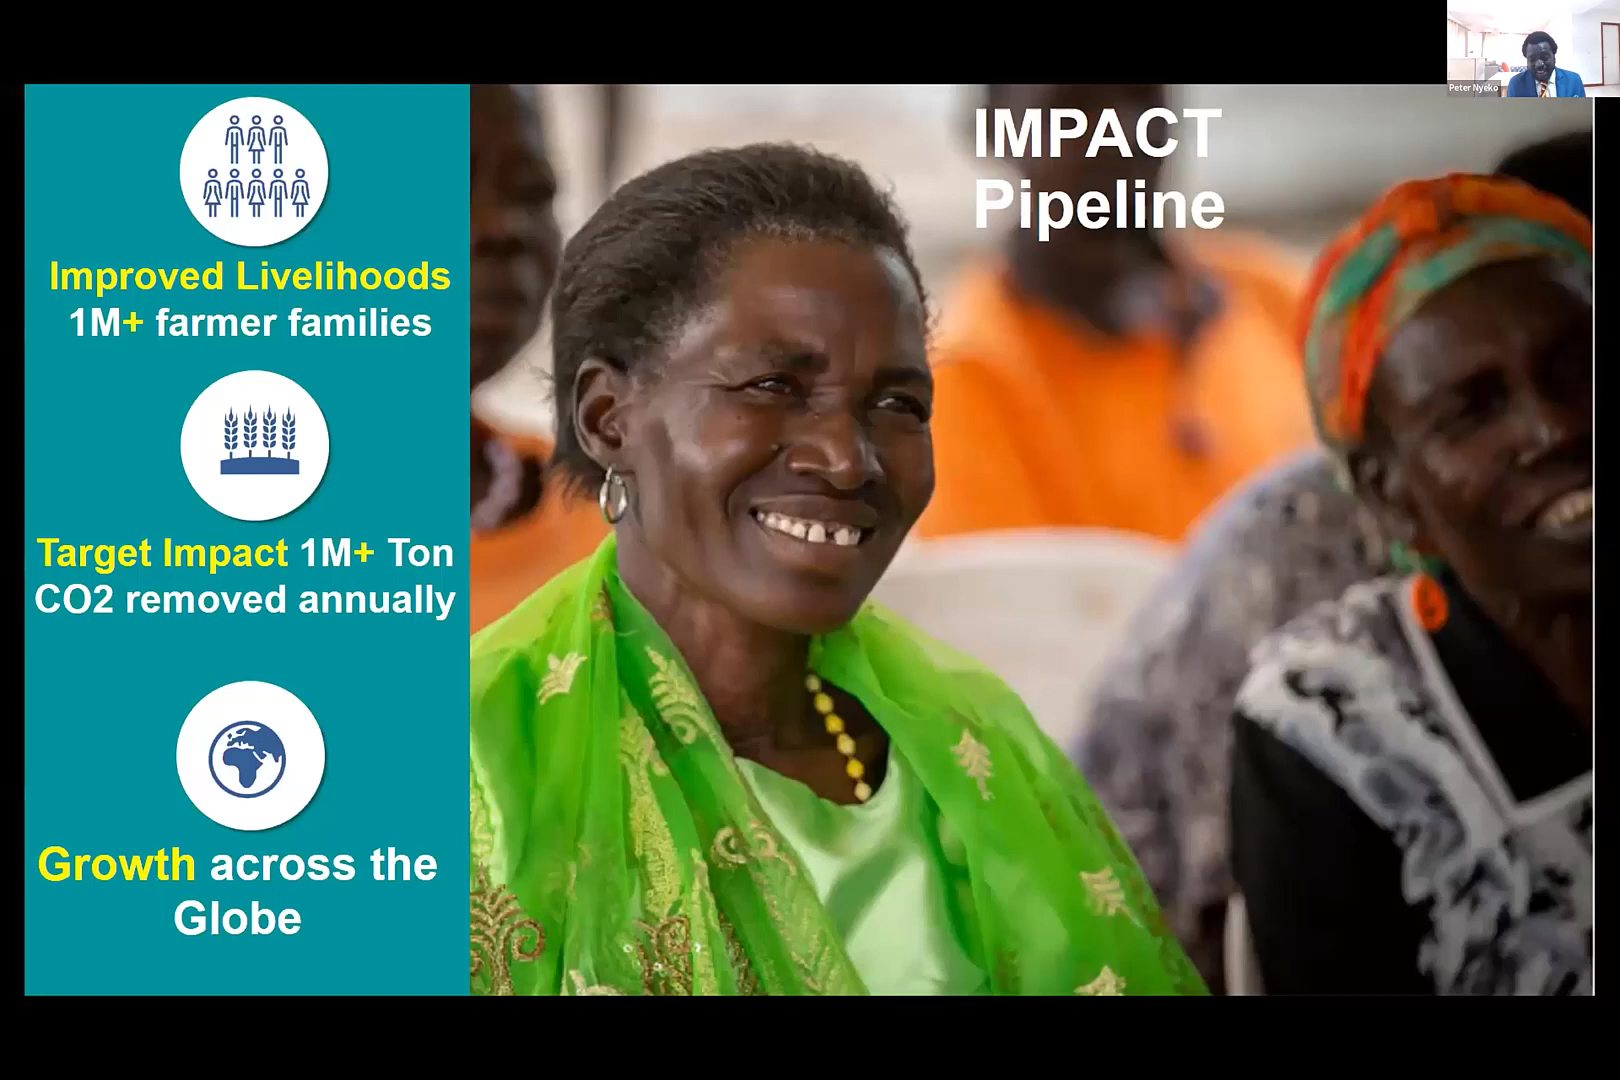 Peter Nyeko
IMPACT
Pipeline
Improved Livelihoods
1M+ farmer families
Target Impact 1M+ Ton
CO2 removed annually
Growth across the
Globe